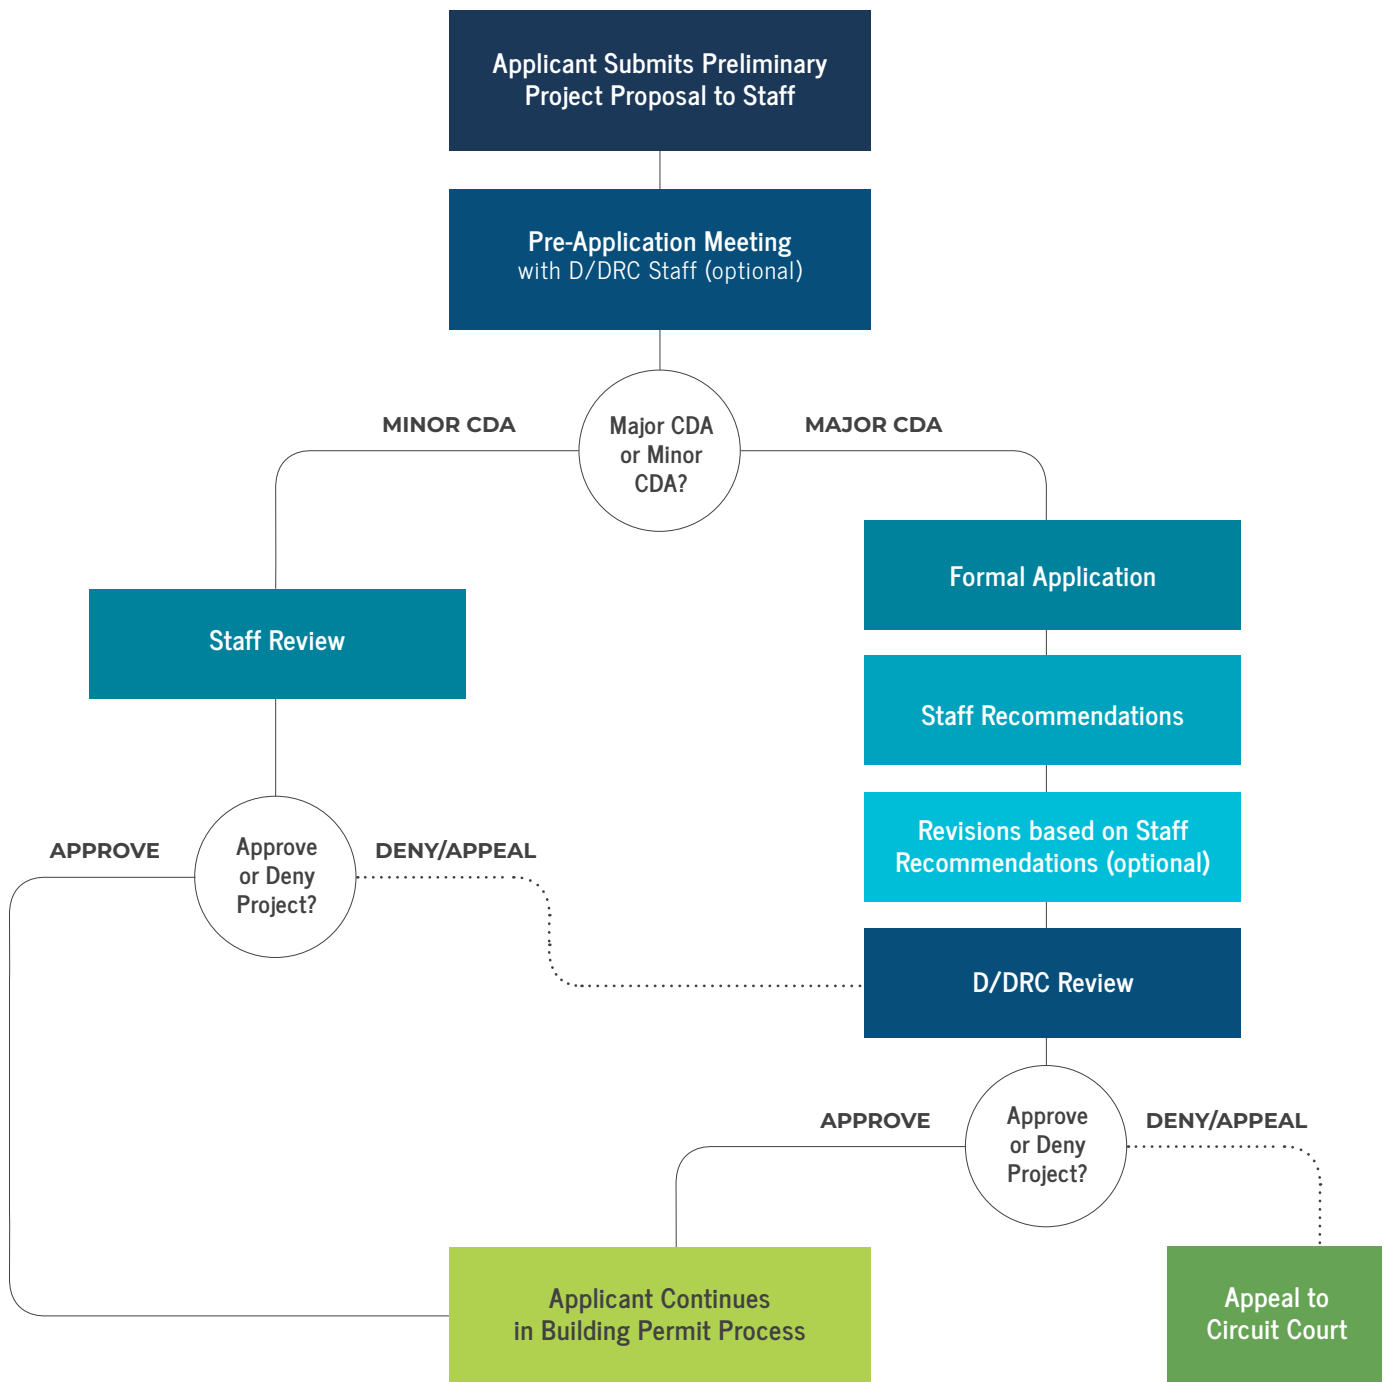 Applicant Submits Preliminary
Project Proposal to Staff
Pre-Application Meeting
with D/DRC Staff (optional)
MINOR CDA
Major CDA
or Minor
CDA?
MAJOR CDA
Formal Application
Staff Review
Staff Recommendations
Revisions based on Staff
Recommendations (optional)
APPROVE
Approve
or Deny
Project?
DENY/APPEAL
D/DRC Review
APPROVE
Approve
or Deny
Project?
DENY/APPEAL
Applicant Continues
in Building Permit Process
Appeal to
Circuit Court